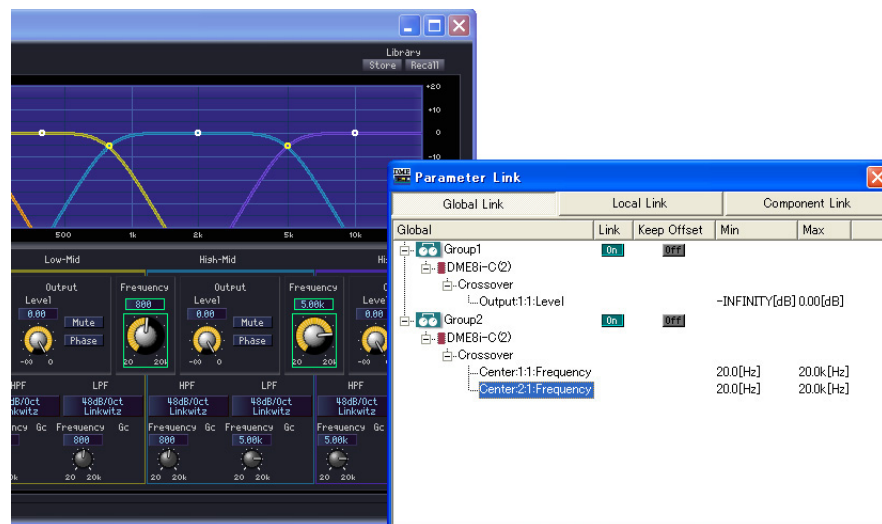 Library
Store Recall
+20
+10
0
-10
500 1k 2k 5k 10k
Low-Mid High-Mid
Output Frequency Output Frequency
Level 800 Level 5.00k
0.00 Mute 0.00 Mute 0.00
Phase Phase
-∞ 0 20 20k -∞ 0 20 20k -∞
HPF LPF HPF LPF HPF
48dB/Oct 48dB/Oct 48dB/Oct
Linkwitz Linkwitz Linkwitz
Frequency Gc Frequency Gc Frequency Gc Frequency
800 800 5.00k 5.00k
20 20k 20 20k 20 20k 20 20k
DME Parameter Link
Global Link Local Link Component Link
Global Link Keep Offset Min Max
Group1 On Off
DME8i-C(2)
Crossover
Output:1:1:Level -INFINITY[dB] 0.00[dB]
Group2 On Off
DME8i-C(2)
Crossover
Center:1:1:Frequency 20.0[Hz] 20.0k[Hz]
Center:2:1:Frequency 20.0[Hz] 20.0k[Hz]